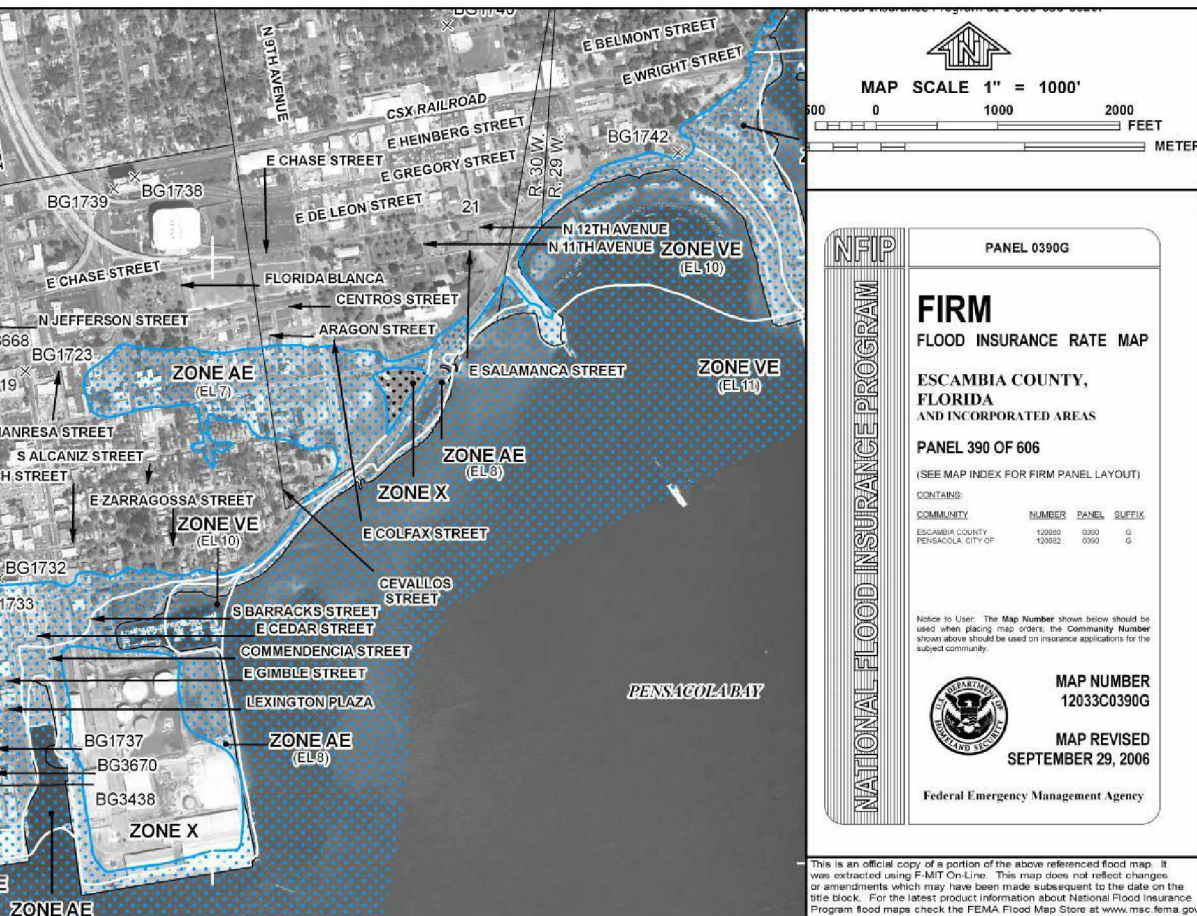 BG1740
E BELMONT STREET
E WRIGHT STREET
N 9TH AVENUE
CSX RAILROAD
E HEINBERG STREET
BG1742
E CHASE STREET
E GREGORY STREET
R. 30 W.
R. 29 W.
BG1738
BG1739
E DE LEON STREET
21
N 12TH AVENUE
N 11TH AVENUE
ZONE VE
(EL 10)
E CHASE STREET
FLORIDA BLANCA
CENTROS STREET
N JEFFERSON STREET
ARAGON STREET
BG1723
ZONE AE
(EL 7)
E SALAMANCA STREET
ZONE VE
(EL 11)
ANRESA STREET
S ALCANIZ STREET
ZONE AE
(EL 8)
CH STREET
ZONE X
E ZARRAGOSSA STREET
ZONE VE
(EL 10)
E COLFAX STREET
BG1732
CEVALLOS
STREET
1733
S BARRACKS STREET
E CEDAR STREET
COMMENDENCIA STREET
E GIMBLE STREET
LEXINGTON PLAZA
PENSACOLA BAY
ZONE AE
(EL 8)
BG1737
BG3670
BG3438
ZONE X
ZONE AE
N
MAP SCALE 1" = 1000'
500 0 1000 2000
FEET
METER
NFIP
PANEL 0390G
NATIONAL FLOOD INSURANCE PROGRAM
FIRM
FLOOD INSURANCE RATE MAP
ESCAMBIA COUNTY,
FLORIDA
AND INCORPORATED AREAS
PANEL 390 OF 606
(SEE MAP INDEX FOR FIRM PANEL LAYOUT)
CONTAINS:
COMMUNITY NUMBER PANEL SUFFIX
ESCAMBIA COUNTY 120080 0390 G
PENSACOLA, CITY OF 120082 0390 G
Notice to User: The Map Number shown below should be
used when placing map orders; the Community Number
shown above should be used on insurance applications for the
subject community.
U.S. DEPARTMENT OF
HOMELAND SECURITY
MAP NUMBER
12033C0390G
MAP REVISED
SEPTEMBER 29, 2006
Federal Emergency Management Agency
This is an official copy of a portion of the above referenced flood map. It
was extracted using F-MIT On-Line. This map does not reflect changes
or amendments which may have been made subsequent to the date on the
title block. For the latest product information about National Flood Insurance
Program flood maps check the FEMA Flood Map Store at www.msc.fema.gov